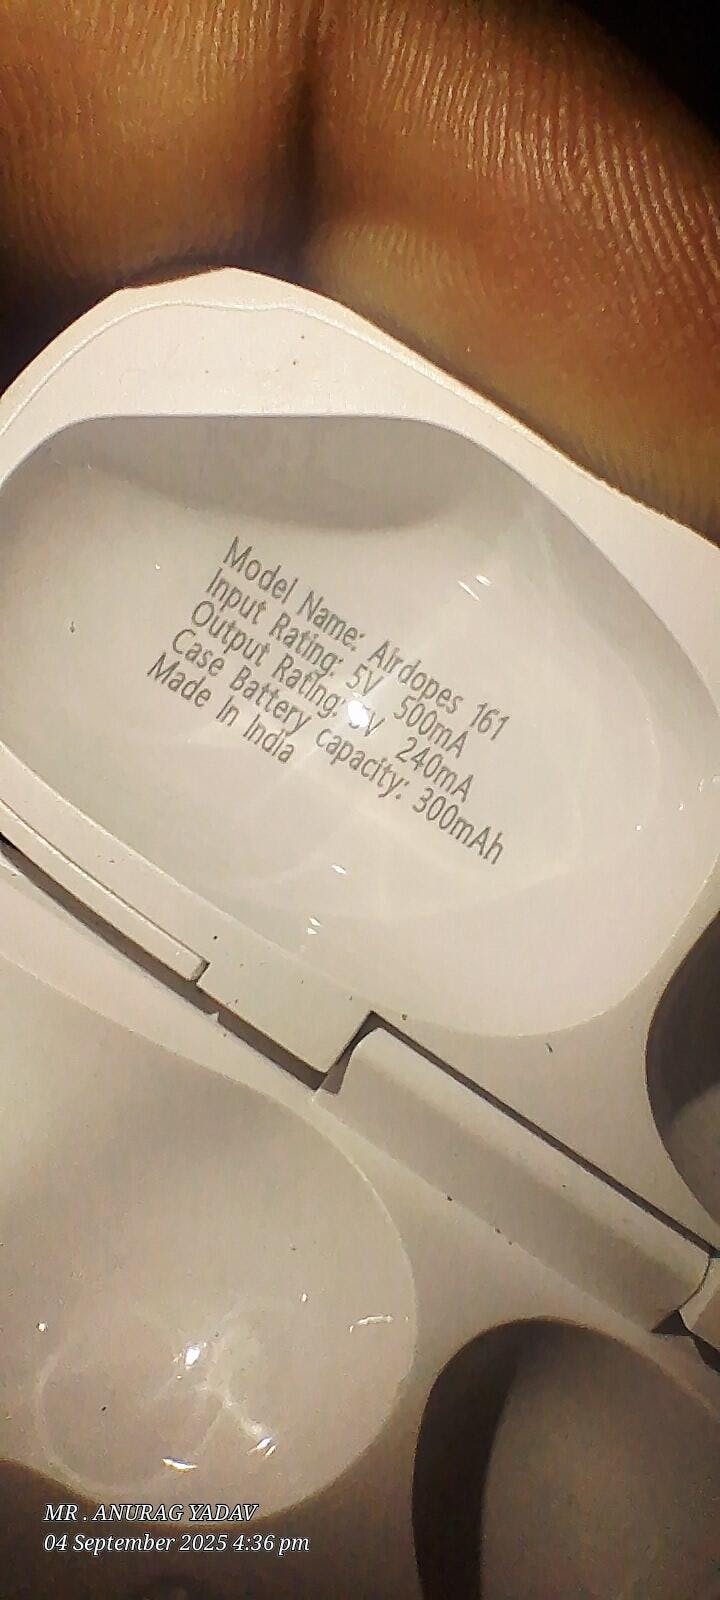 Model Name: Airdopes 161
Input Rating: 5V 500mA
Output Rating: 240mA
Case Battery capacity: 300mAh
Made In India
MR . ANURAG YADAV
04 September 2025 4:36 pm